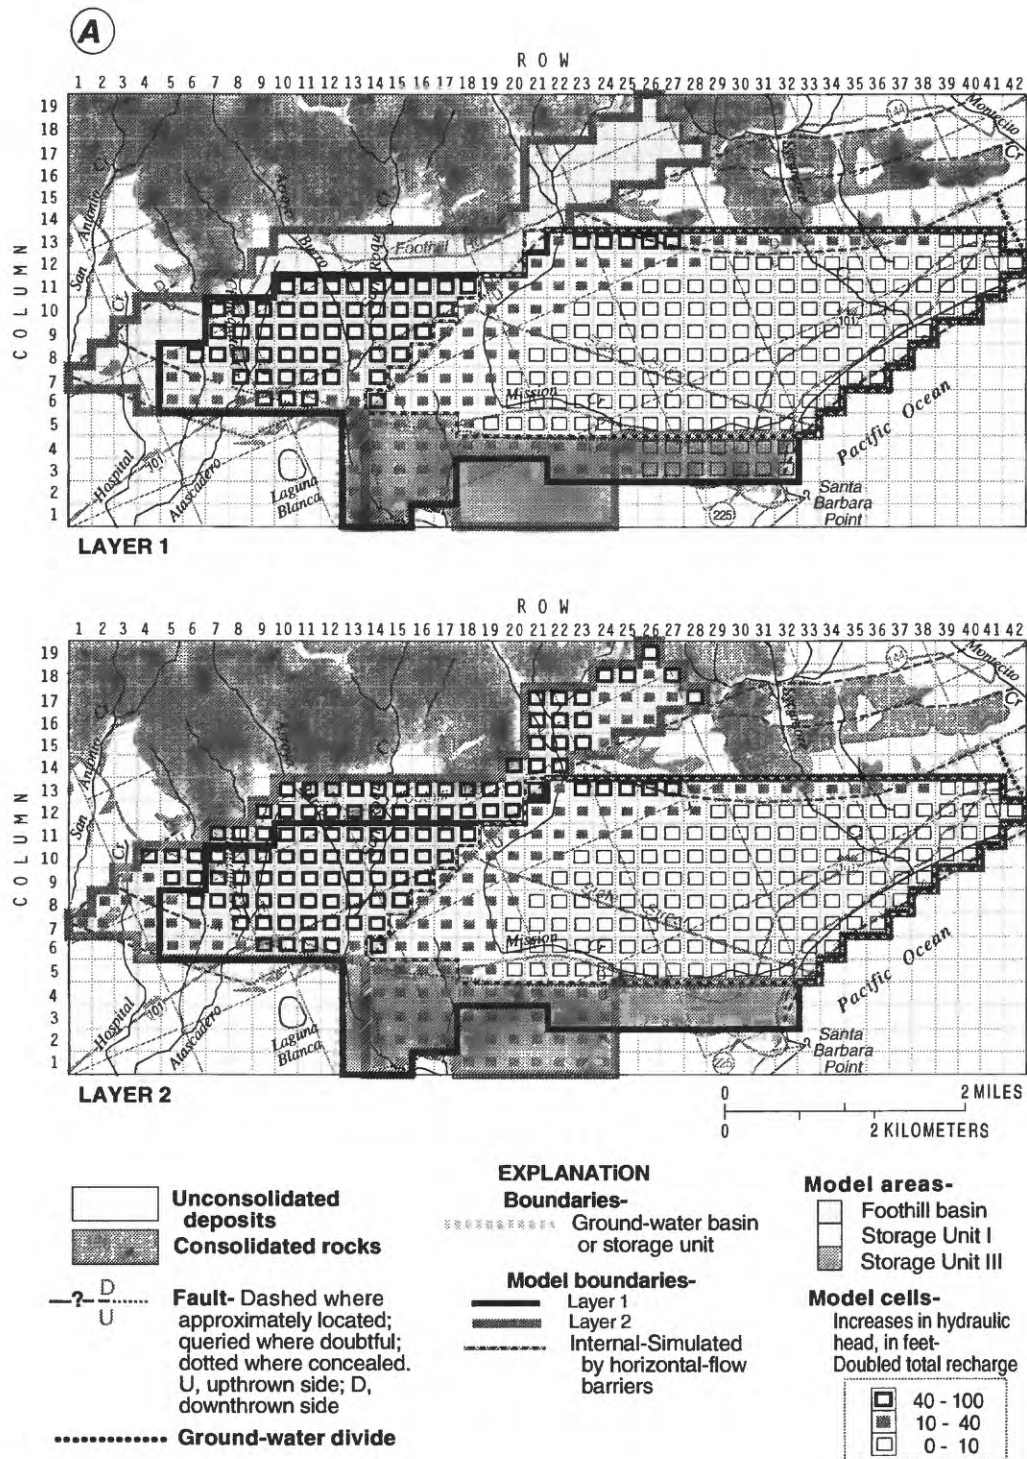 A
ROW
1 2 3 4 5 6 7 8 9 10 11 12 13 14 15 16 17 18 19 20 21 22 23 24 25 26 27 28 29 30 31 32 33 34 35 36 37 38 39 40 41 42
COLUMN
19
18
17
16
15
14
13
12
11
10
9
8
7
6
5
4
3
2
1
San Antonio Cr
Arroyo Burro
San Roque Cr
Foothill
144
Sycamore
Montecito Cr
101
Mission
Hospital
101
Atascadero
Laguna
Blanca
225
Santa
Barbara
Point
Pacific Ocean
LAYER 1
ROW
1 2 3 4 5 6 7 8 9 10 11 12 13 14 15 16 17 18 19 20 21 22 23 24 25 26 27 28 29 30 31 32 33 34 35 36 37 38 39 40 41 42
COLUMN
19
18
17
16
15
14
13
12
11
10
9
8
7
6
5
4
3
2
1
San Antonio Cr
144
Sycamore
Montecito Cr
Mission
Hospital
101
Atascadero
Laguna
Blanca
225
Santa
Barbara
Point
Pacific Ocean
LAYER 2
0 2 MILES
0 2 KILOMETERS
EXPLANATION
Unconsolidated
deposits
Consolidated rocks
?
D
U
Fault- Dashed where
approximately located;
queried where doubtful;
dotted where concealed.
U, upthrown side; D,
downthrown side
Ground-water divide
Boundaries-
Ground-water basin
or storage unit
Model boundaries-
Layer 1
Layer 2
Internal-Simulated
by horizontal-flow
barriers
Model areas-
Foothill basin
Storage Unit I
Storage Unit III
Model cells-
Increases in hydraulic
head, in feet-
Doubled total recharge
40 - 100
10 - 40
0 - 10